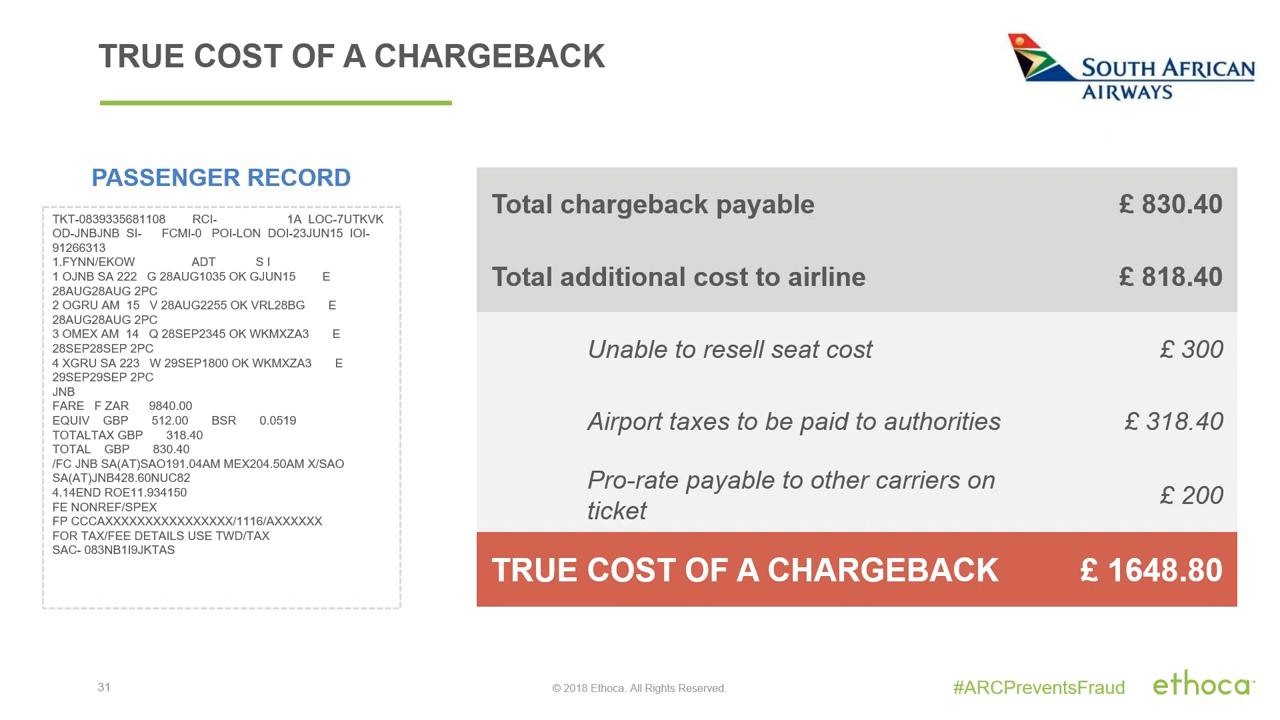 TRUE COST OF A CHARGEBACK
SOUTH AFRICAN
AIRWAYS
PASSENGER RECORD
TKT-0839335681108 RCI- 1A LOC-7UTKVK
OD-JNBJNB SI- FCMI-0 POI-LON DOI-23JUN15 IOI-
91266313
1.FYNN/EKOW ADT S I
1 OJNB SA 222 G 28AUG1035 OK GJUN15 E
28AUG28AUG 2PC
2 OGRU AM 15 V 28AUG2255 OK VRL28BG E
28AUG28AUG 2PC
3 OMEX AM 14 Q 28SEP2345 OK WKMXZA3 E
28SEP28SEP 2PC
4 XGRU SA 223 W 29SEP1800 OK WKMXZA3 E
29SEP29SEP 2PC
JNB
FARE F ZAR 9840.00
EQUIV GBP 512.00 BSR 0.0519
TOTALTAX GBP 318.40
TOTAL GBP 830.40
/FC JNB SA(AT)SAO191.04AM MEX204.50AM X/SAO
SA(AT)JNB428.60NUC82
4.14END ROE11.934150
FE NONREF/SPEX
FP CCCAXXXXXXXXXXXXXXXX/1116/AXXXXXX
FOR TAX/FEE DETAILS USE TWD/TAX
SAC- 083NB1I9JKTAS
Total chargeback payable £ 830.40
Total additional cost to airline £ 818.40
Unable to resell seat cost £ 300
Airport taxes to be paid to authorities £ 318.40
Pro-rate payable to other carriers on
ticket £ 200
TRUE COST OF A CHARGEBACK £ 1648.80
31
© 2018 Ethoca. All Rights Reserved.
#ARCPreventsFraud
ethoca™